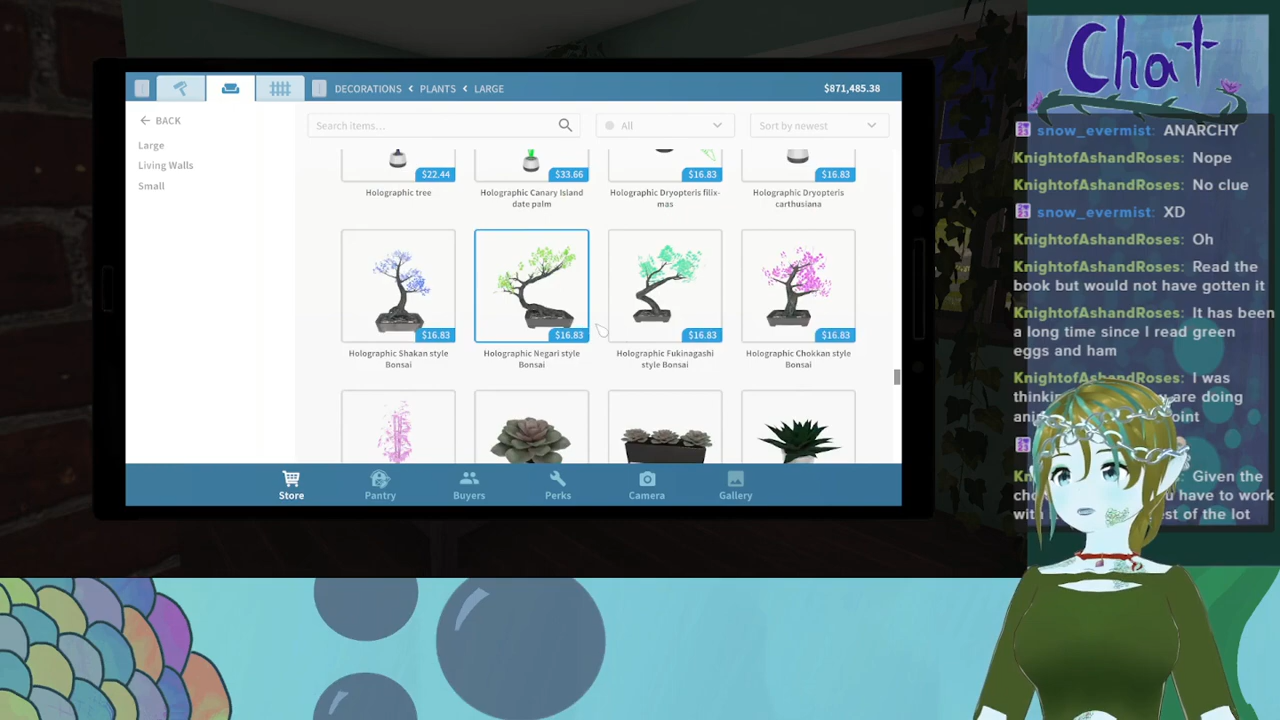 DECORATIONS < PLANTS < LARGE
$871,485.38
BACK
Large
Living Walls
Small
Search items...
All
Sort by newest
$22.44
$33.66
$16.83
$16.83
Holographic tree
Holographic Canary Island
date palm
Holographic Dryopteris filix-
mas
Holographic Dryopteris
carthusiana
$16.83
$16.83
$16.83
$16.83
Holographic Shakan style
Bonsai
Holographic Negari style
Bonsai
Holographic Fukinagashi
style Bonsai
Holographic Chokkan style
Bonsai
Store
Pantry
Buyers
Perks
Camera
Gallery
Chat
snow_evermist: ANARCHY
KnightofAshandRoses: Nope
KnightofAshandRoses: No clue
snow_evermist: XD
KnightofAshandRoses: Oh
KnightofAshandRoses: Read the
book but would not have gotten it
KnightofAshandRoses: It has been
a long time since I read green
eggs and ham
KnightofAshandRoses: I was
are doing
Given the
have to work
st of the lot